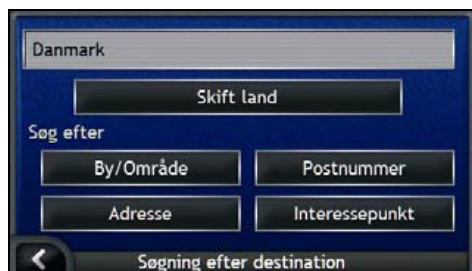 Danmark
Skift land
Søg efter
By/Område Postnummer
Adresse Interessepunkt
Søgning efter destination